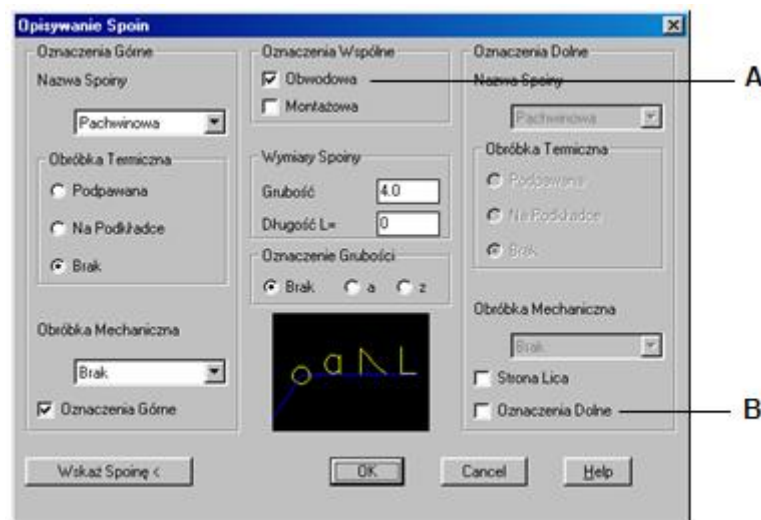 Opisywanie Spoin
Oznaczenia Górne
Nazwa Spoiny
Pachwinowa
Obróbka Termiczna
Podpawana
Na Podkładce
Brak
Obróbka Mechaniczna
Brak
Oznaczenia Górne
Oznaczenia Wspólne
Obwodowa
Montażowa
Wymiary Spoiny
Grubość 4.0
Długość L= 0
Oznaczenie Grubości
Brak a z
a L
Oznaczenia Dolne
Nazwa Spoiny
Pachwinowa
Obróbka Termiczna
Podpawana
Na Podkładce
Brak
Obróbka Mechaniczna
Brak
Strona Lica
Oznaczenia Dolne
Wskaż Spoinę < OK Cancel Help
A
B